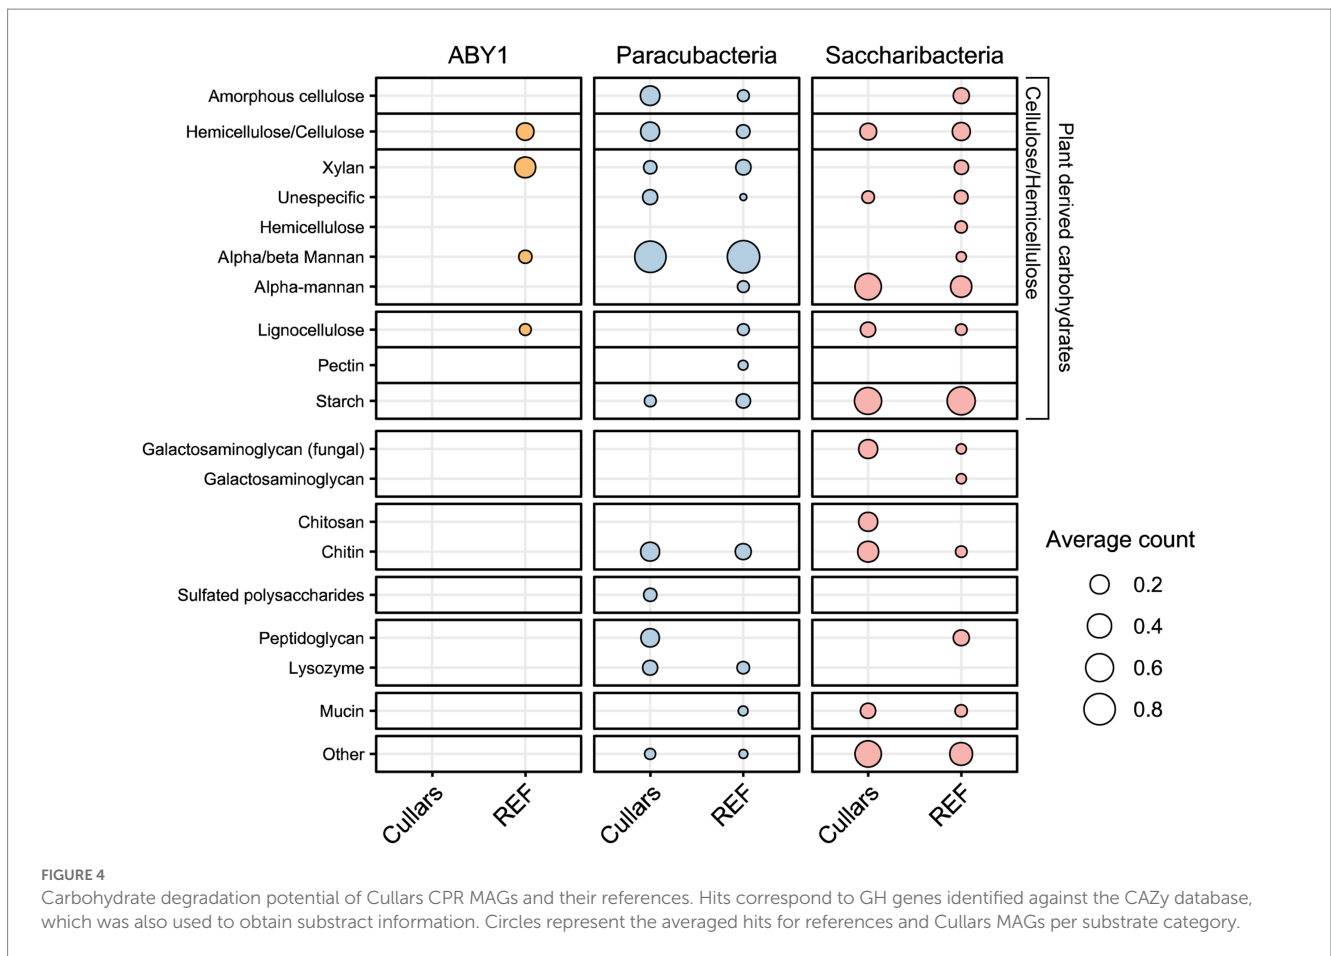 ABY1
Paracubacteria
Saccharibacteria
Amorphous cellulose
Hemicellulose/Cellulose
Xylan
Unespecific
Hemicellulose
Alpha/beta Mannan
Alpha-mannan
Lignocellulose
Pectin
Starch
Galactosaminoglycan (fungal)
Galactosaminoglycan
Chitosan
Chitin
Sulfated polysaccharides
Peptidoglycan
Lysozyme
Mucin
Other
Cellulose/Hemicellulose
Plant derived carbohydrates
Average count
0.2
0.4
0.6
0.8
Cullars
REF
Cullars
REF
Cullars
REF
FIGURE 4
Carbohydrate degradation potential of Cullars CPR MAGs and their references. Hits correspond to GH genes identified against the CAZy database,
which was also used to obtain substract information. Circles represent the averaged hits for references and Cullars MAGs per substrate category.